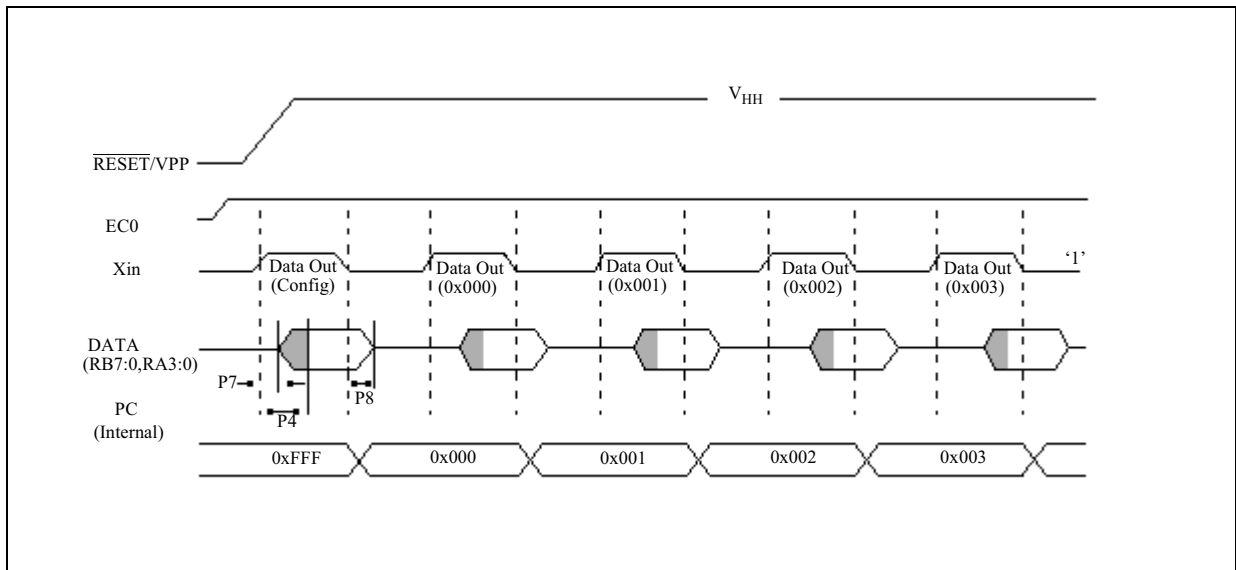 VHH
RESET/VPP
EC0
Xin
Data Out
(Config)
Data Out
(0x000)
Data Out
(0x001)
Data Out
(0x002)
Data Out
(0x003)
‘1’
DATA
(RB7:0,RA3:0)
P7
P8
P4
PC
(Internal)
0xFFF
0x000
0x001
0x002
0x003